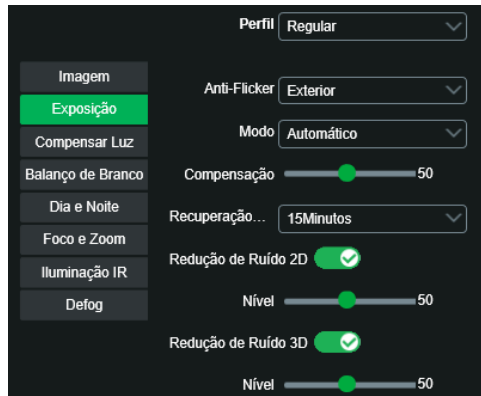 Perfil Regular
Imagem
Anti-Flicker Exterior
Exposição
Modo Automático
Compensar Luz
Balanço de Branco
Compensação 50
Dia e Noite
Recuperação... 15Minutos
Foco e Zoom
Redução de Ruído 2D
Iluminação IR
Defog
Nível 50
Redução de Ruído 3D
Nível 50